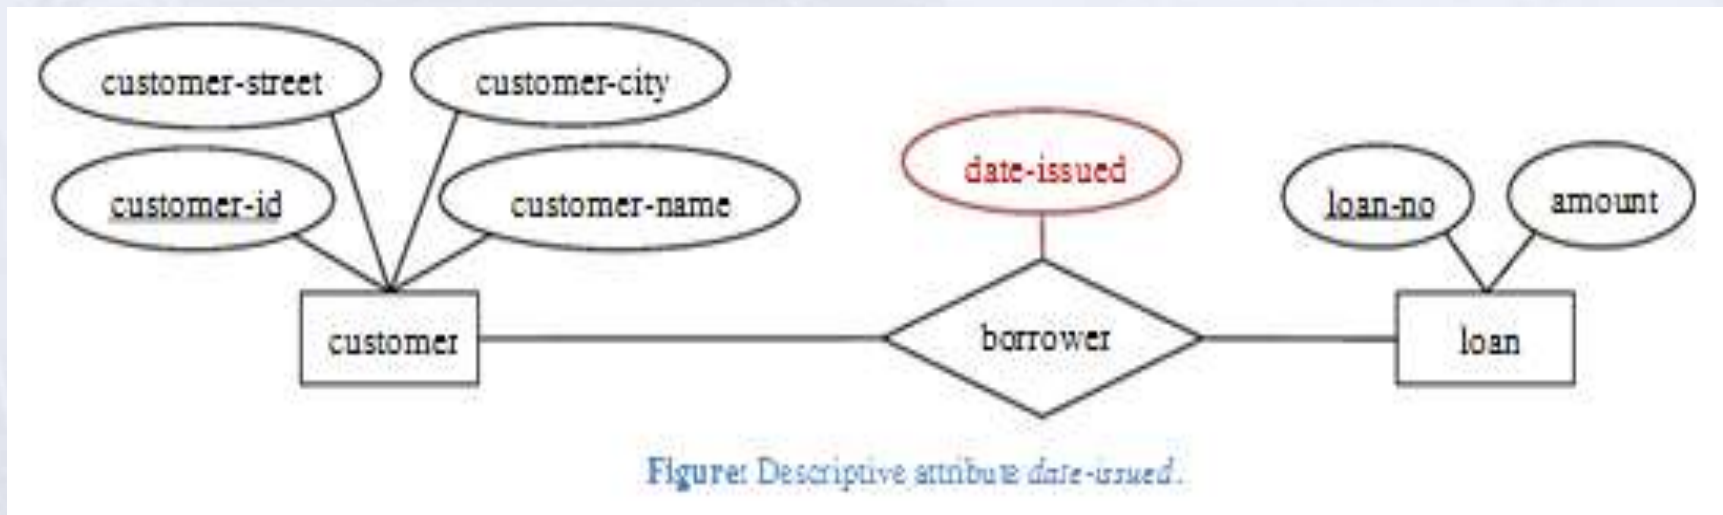 customer-street
customer-city
customer-id
customer-name
date-issued
loan-no
amount
customer
borrower
loan
Figure: Descriptive attribute date-issued.